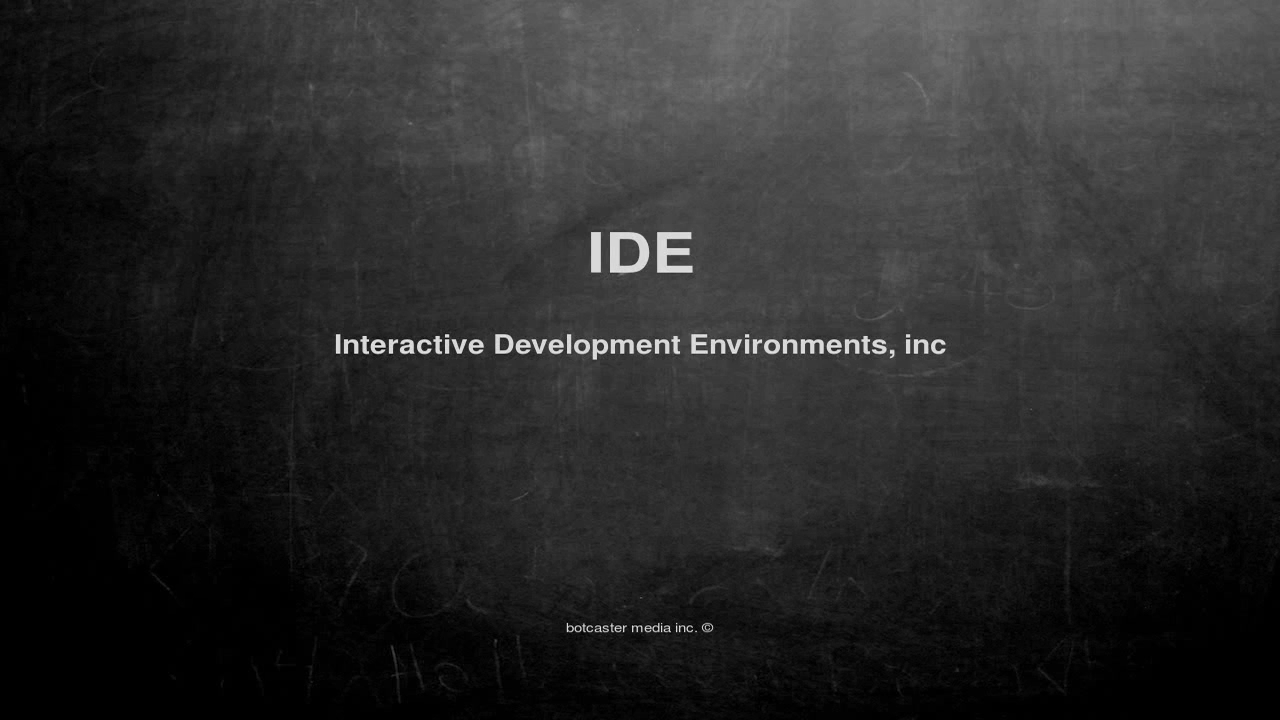 IDE
Interactive Development Environments, inc
botcaster media inc. ©